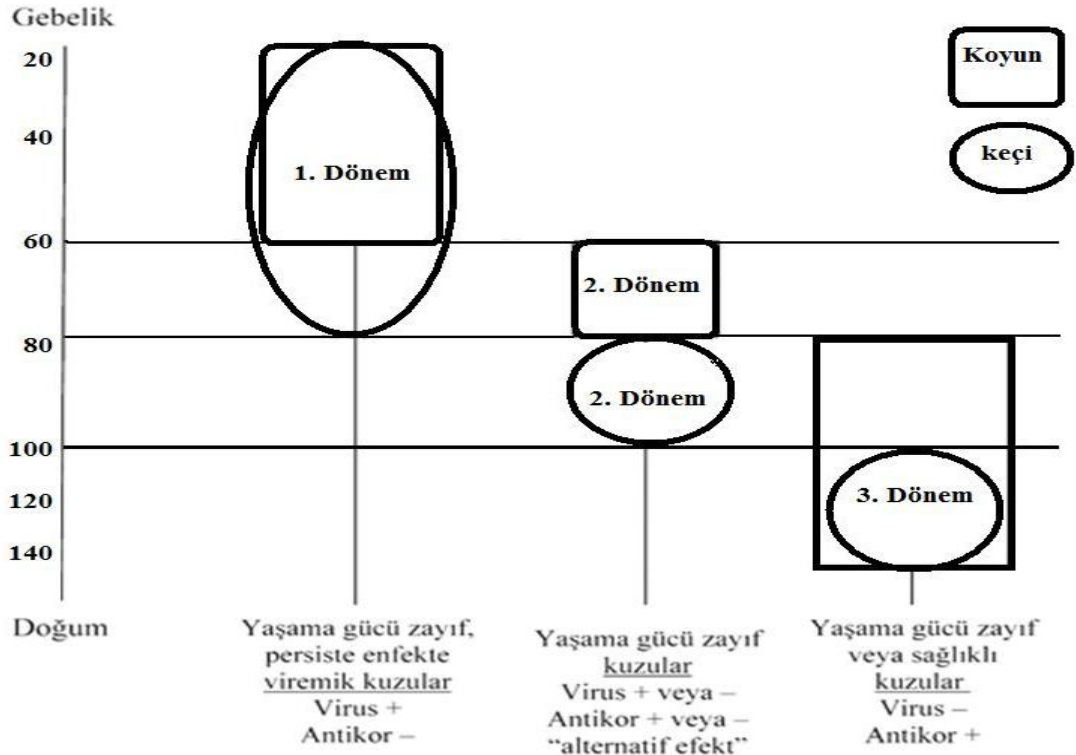 Gebelik
20
40
60
80
100
120
140
Doğum
Koyun
keçi
1. Dönem
2. Dönem
2. Dönem
3. Dönem
Yaşama gücü zayıf,
persiste enfekte
viremik kuzular
Virus +
Antikor –
Yaşama gücü zayıf
kuzular
Virus + veya –
Antikor + veya –
“alternatif efekt”
Yaşama gücü zayıf
veya sağlıklı
kuzular
Virus –
Antikor +